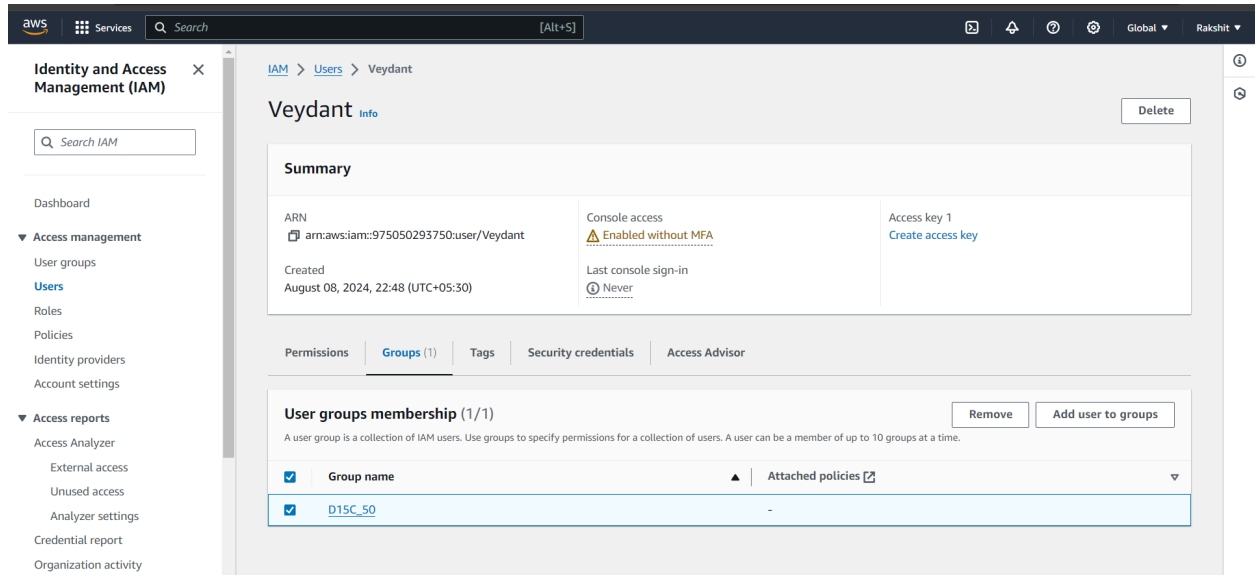 aws
Services
Search
[Alt+S]
Global
Rakshit
Identity and Access
Management (IAM)
Search IAM
Dashboard
Access management
User groups
Users
Roles
Policies
Identity providers
Account settings
Access reports
Access Analyzer
External access
Unused access
Analyzer settings
Credential report
Organization activity
IAM > Users > Veydant
Veydant Info
Delete
Summary
ARN
arn:aws:iam::975050293750:user/Veydant
Created
August 08, 2024, 22:48 (UTC+05:30)
Console access
Enabled without MFA
Last console sign-in
Never
Access key 1
Create access key
Permissions
Groups (1)
Tags
Security credentials
Access Advisor
User groups membership (1/1)
Remove
Add user to groups
A user group is a collection of IAM users. Use groups to specify permissions for a collection of users. A user can be a member of up to 10 groups at a time.
Group name
Attached policies
D15C_50
-